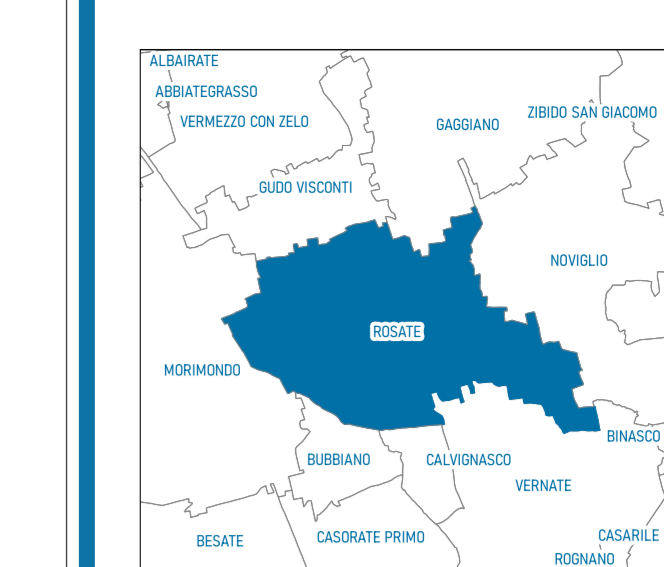 ALBAIRATE
ABBIATEGRASSO
ZIBIDO SAN GIACOMO
VERMEZZO CON ZELO
GAGGIANO
GUDO VISCONTI
NOVIGLIO
ROSATE
MORIMONDO
BINASCO
BUBBIANO
CALVIGNASCO
VERNATE
CASARILE
CASORATE PRIMO
BESATE
ROGNANO